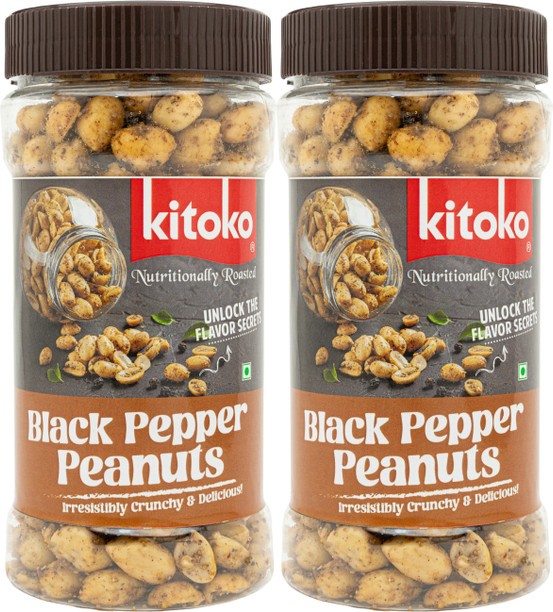 kitoko®
Nutritionally Roasted
UNLOCK THE
FLAVOR SECRETS
Black Pepper
Peanuts
Irresistibly Crunchy & Delicious!
kitoko®
Nutritionally Roasted
UNLOCK THE
FLAVOR SECRETS
Black Pepper
Peanuts
Irresistibly Crunchy & Delicious!